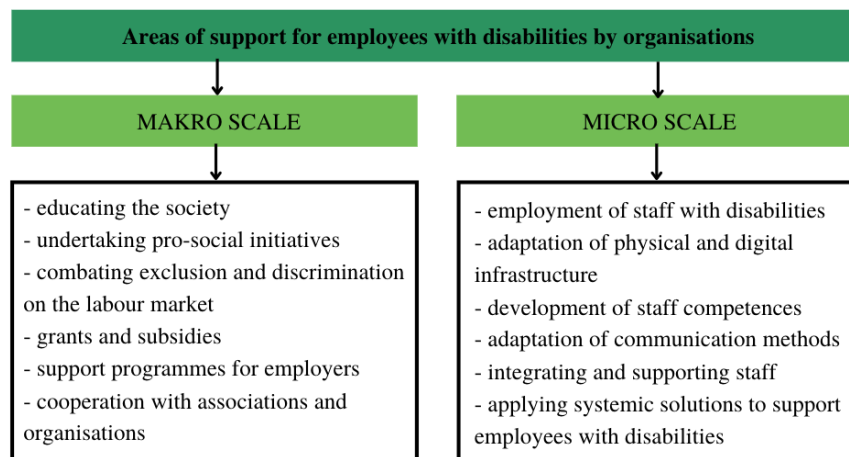 Areas of support for employees with disabilities by organisations
MAKRO SCALE
- educating the society
- undertaking pro-social initiatives
- combating exclusion and discrimination
on the labour market
- grants and subsidies
- support programmes for employers
- cooperation with associations and
organisations
MICRO SCALE
- employment of staff with disabilities
- adaptation of physical and digital
infrastructure
- development of staff competences
- adaptation of communication methods
- integrating and supporting staff
- applying systemic solutions to support
employees with disabilities